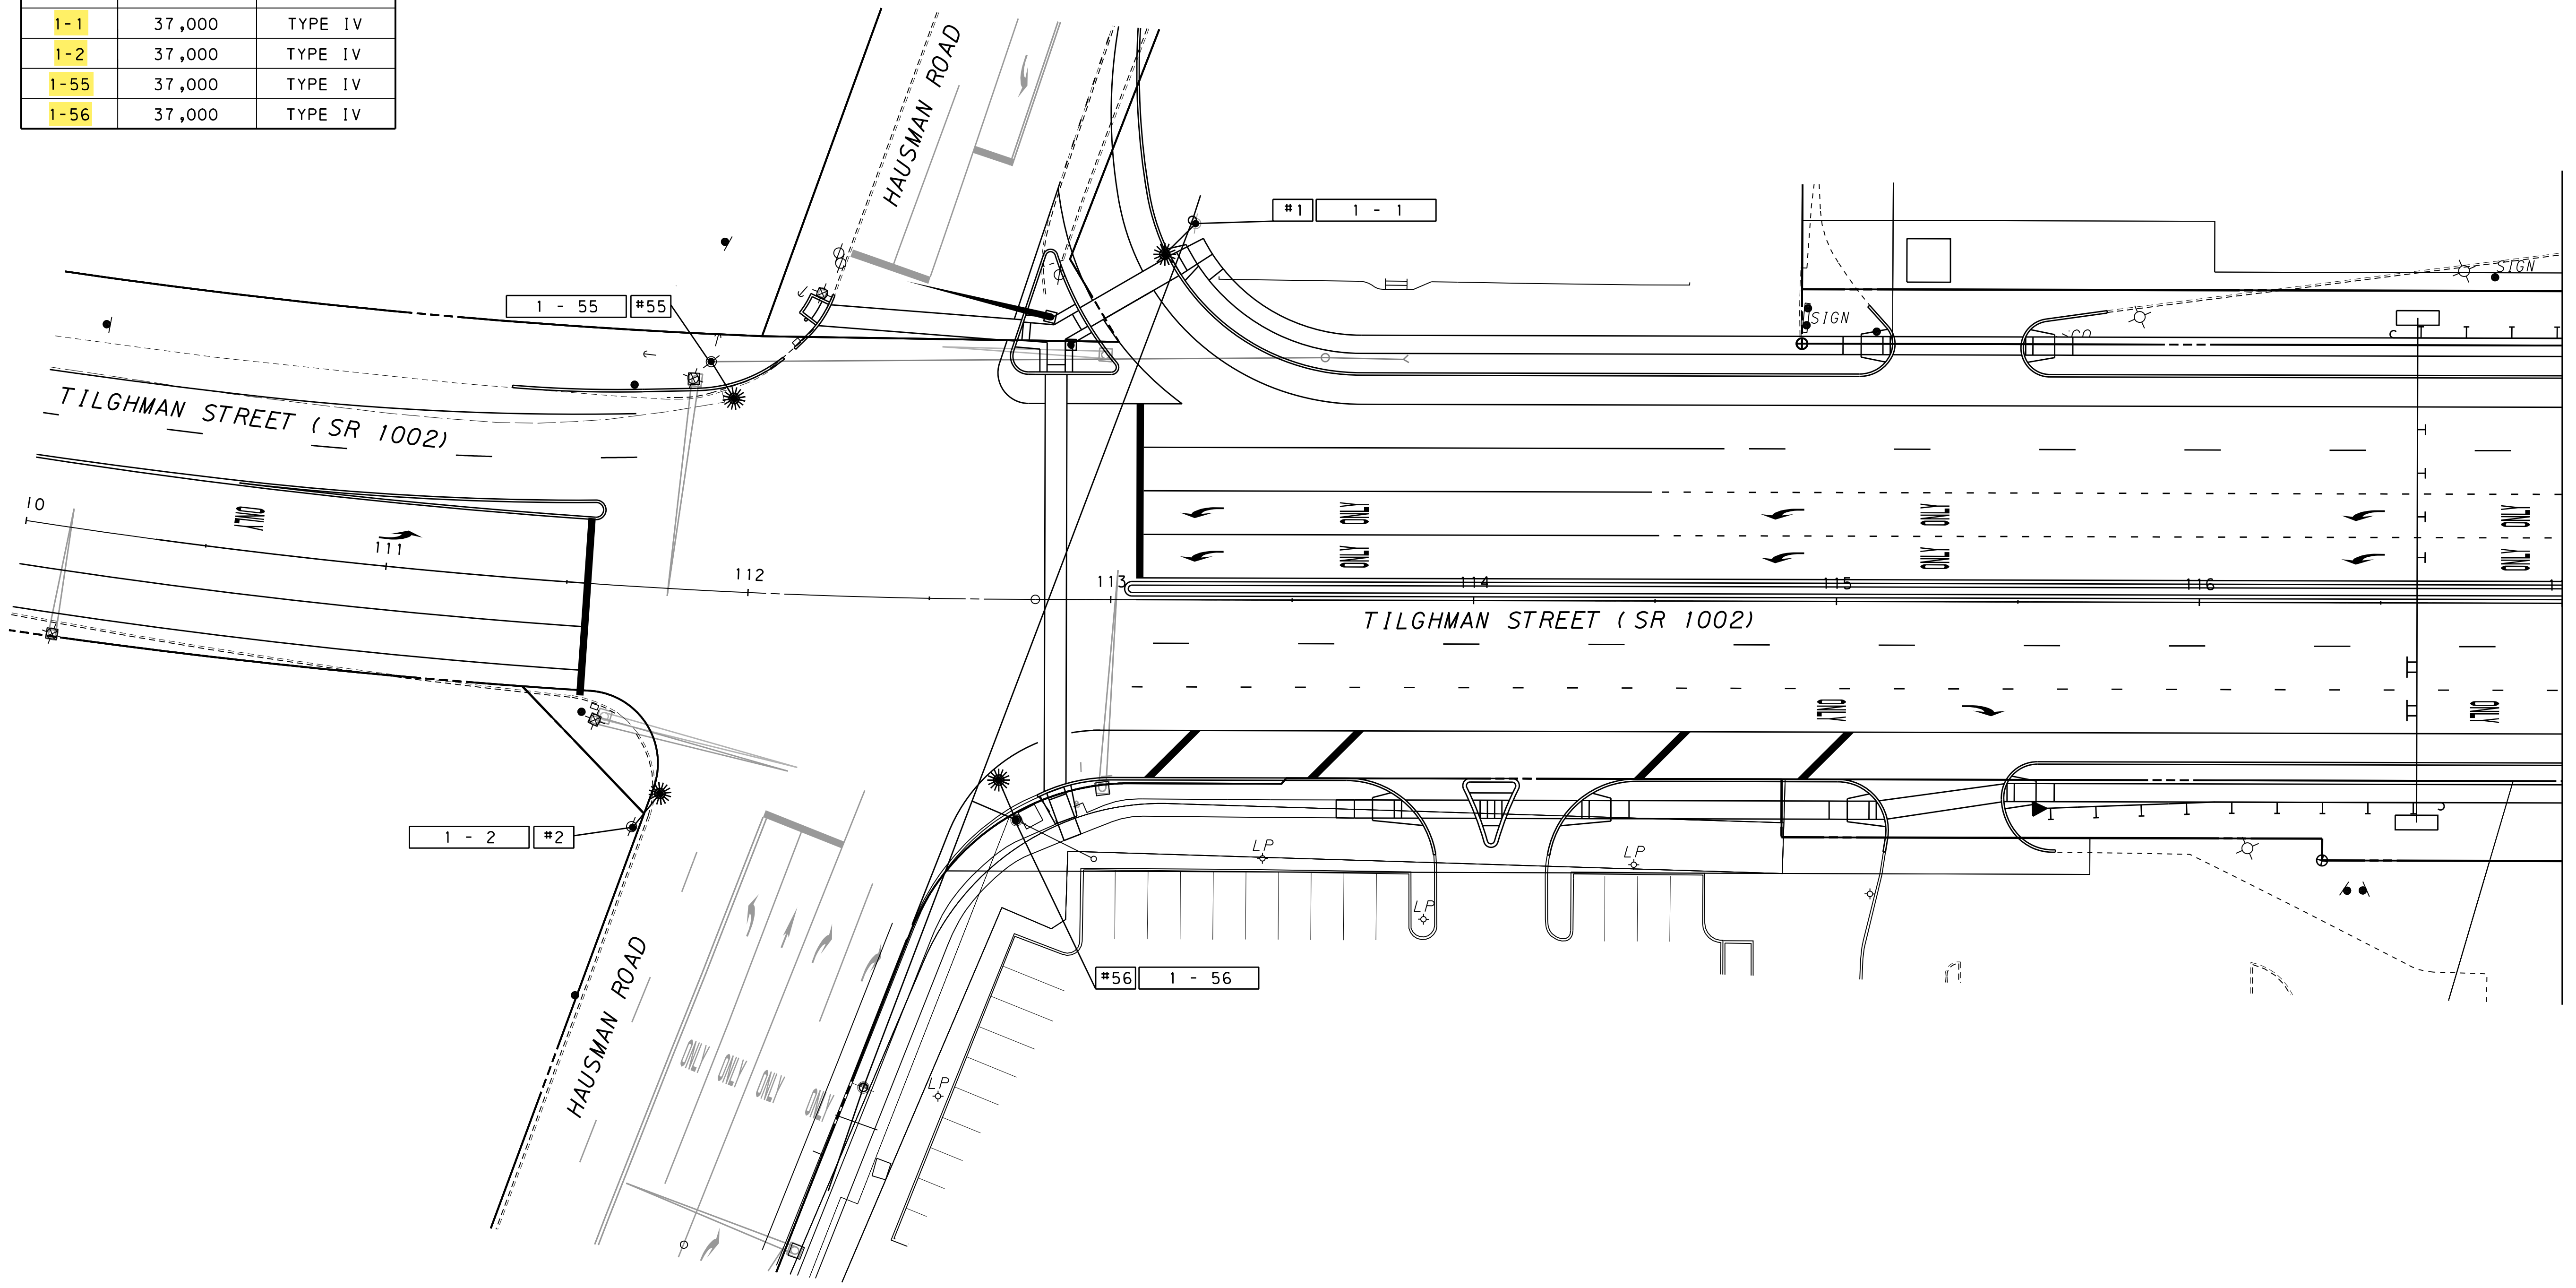 1-1 37,000 TYPE IV
1-2 37,000 TYPE IV
1-55 37,000 TYPE IV
1-56 37,000 TYPE IV
HAUSMAN ROAD
#1 1 - 1
1 - 55 #55
SIGN
SIGN
CO
TILGHMAN STREET (SR 1002)
10
111
112
113
114
115
116
1
ONLY
ONLY
ONLY
ONLY
ONLY
ONLY
ONLY
TILGHMAN STREET (SR 1002)
ONLY
ONLY
1 - 2 #2
LP
LP
LP
#56 1 - 56
HAUSMAN ROAD
ONLY
ONLY
ONLY
ONLY
LP